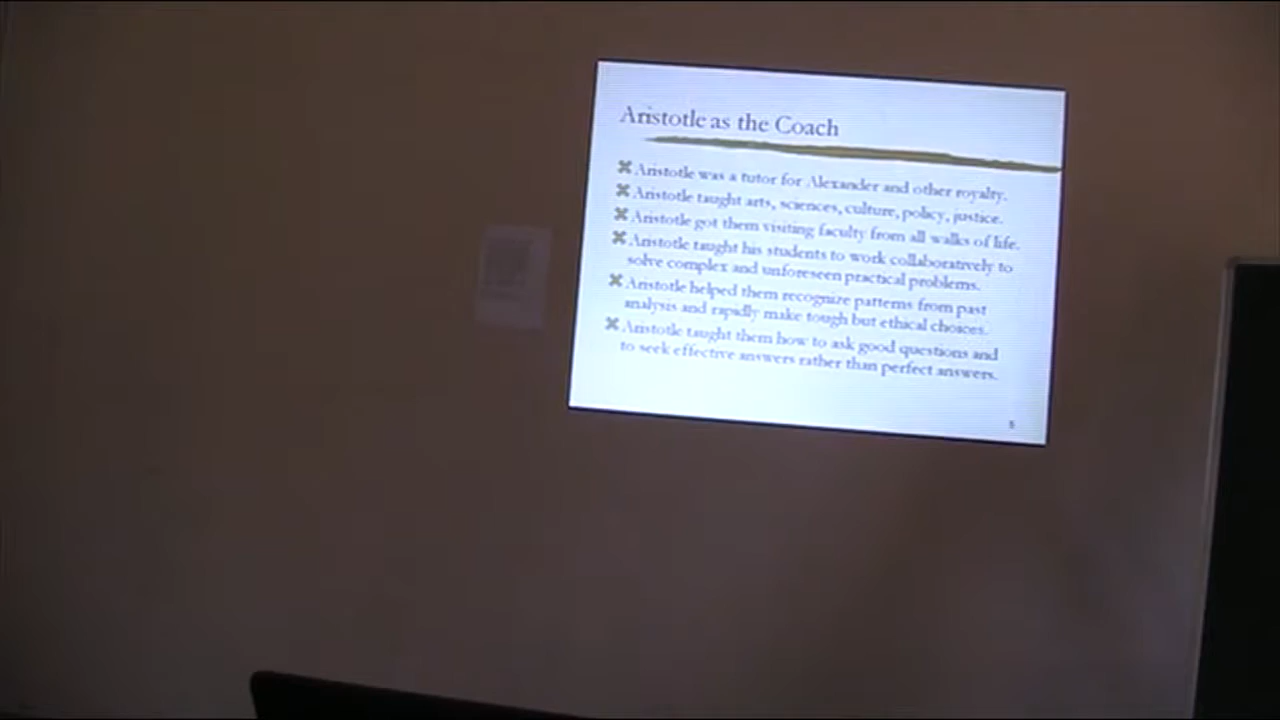 Aristotle as the Coach
Aristotle was a tutor for Alexander and other royalty.
Aristotle taught arts, sciences, culture, policy, justice.
Aristotle got them visiting faculty from all walks of life.
Aristotle taught his students to work collaboratively to
solve complex and unforeseen practical problems.
Aristotle helped them recognize patterns from past
analysis and rapidly make tough but ethical choices.
Aristotle taught them how to ask good questions and
to seek effective answers rather than perfect answers.